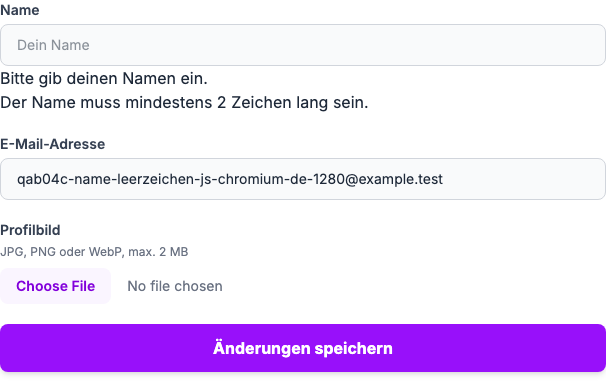 Name
Dein Name
Bitte gib deinen Namen ein.
Der Name muss mindestens 2 Zeichen lang sein.
E-Mail-Adresse
qab04c-name-leerzeichen-js-chromium-de-1280@example.test
Profilbild
JPG, PNG oder WebP, max. 2 MB
Choose File No file chosen
Änderungen speichern